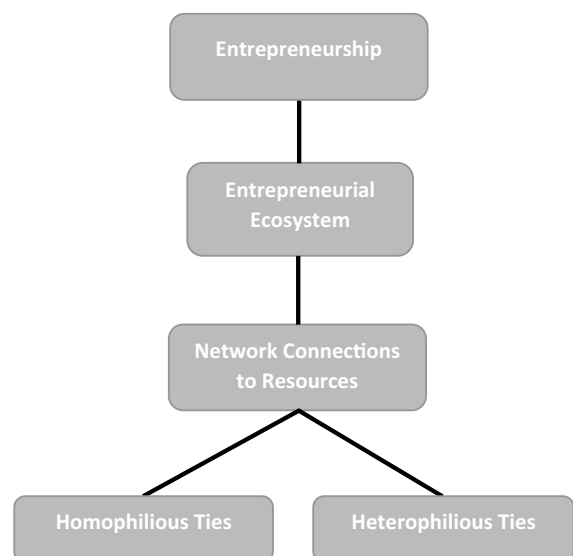 Entrepreneurship
Entrepreneurial
Ecosystem
Network Connections
to Resources
Homophilious Ties
Heterophilious Ties